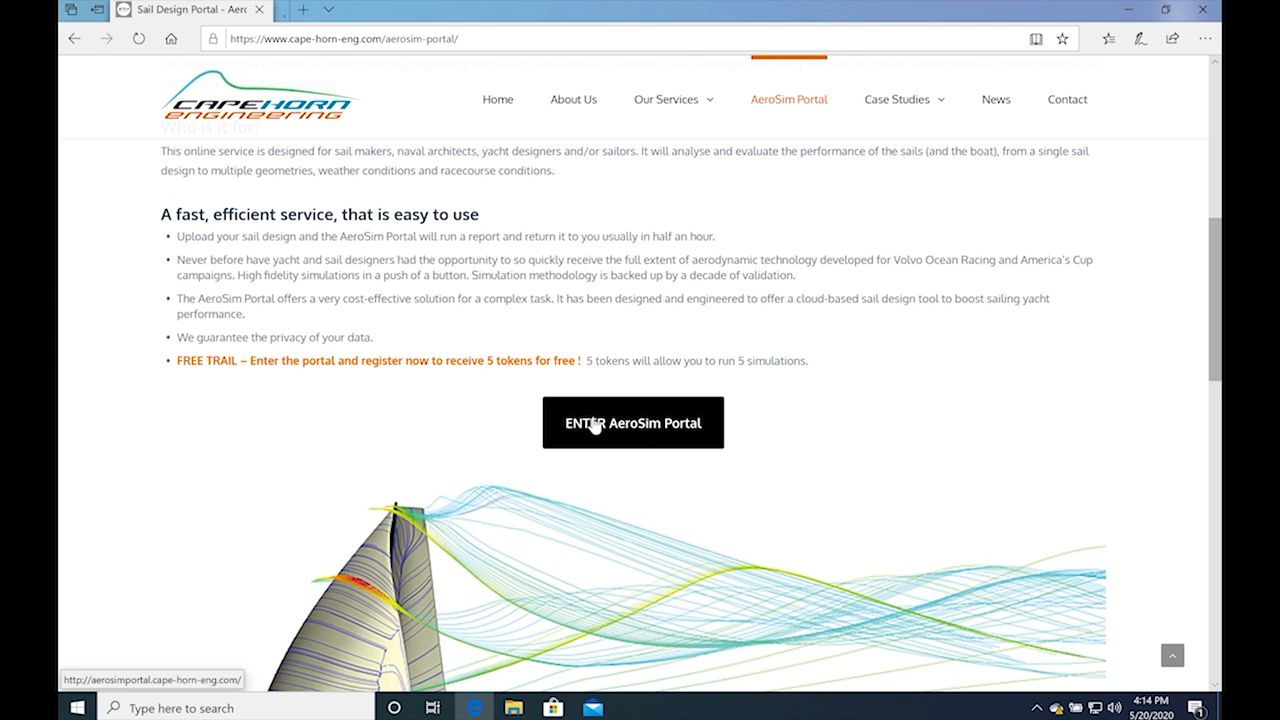 Sail Design Portal - Aer
https://www.cape-horn-eng.com/aerosim-portal/
CAPEHORN
engineering
Home
About Us
Our Services
AeroSim Portal
Case Studies
News
Contact
Who is it for?
This online service is designed for sail makers, naval architects, yacht designers and/or sailors. It will analyse and evaluate the performance of the sails (and the boat), from a single sail
design to multiple geometries, weather conditions and racecourse conditions.
A fast, efficient service, that is easy to use
• Upload your sail design and the AeroSim Portal will run a report and return it to you usually in half an hour.
• Never before have yacht and sail designers had the opportunity to so quickly receive the full extent of aerodynamic technology developed for Volvo Ocean Racing and America's Cup
campaigns. High fidelity simulations in a push of a button. Simulation methodology is backed up by a decade of validation.
• The AeroSim Portal offers a very cost-effective solution for a complex task. It has been designed and engineered to offer a cloud-based sail design tool to boost sailing yacht
performance.
• We guarantee the privacy of your data.
• FREE TRAIL – Enter the portal and register now to receive 5 tokens for free ! 5 tokens will allow you to run 5 simulations.
ENTER AeroSim Portal
http://aerosimportal.cape-horn-eng.com/
Type here to search
4:14 PM
5/20/2020
1